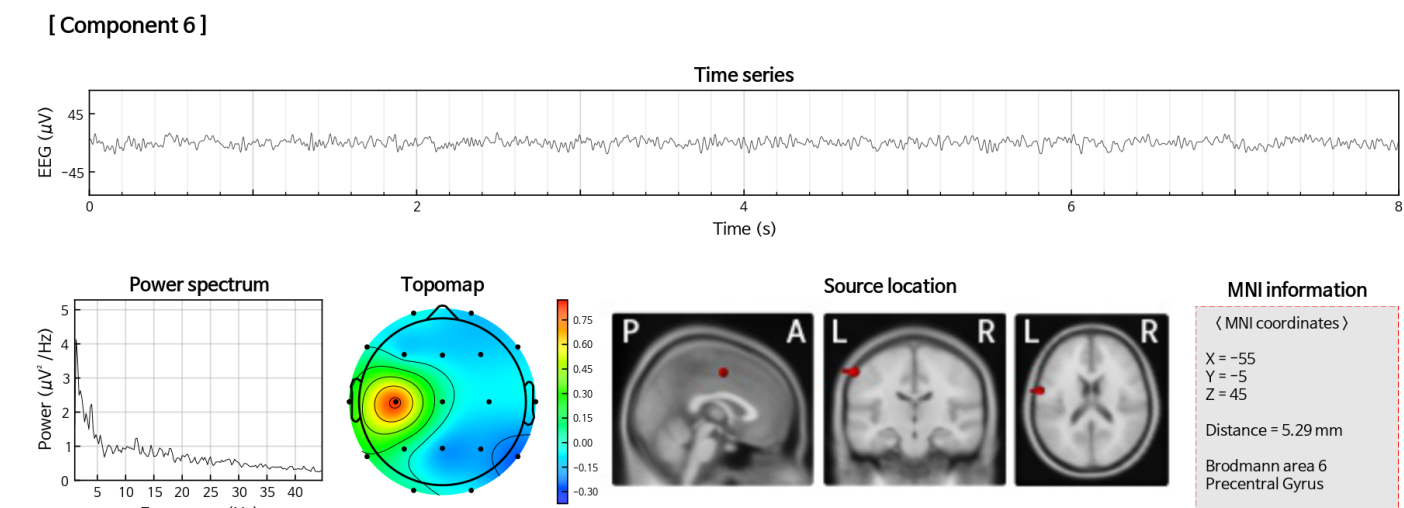 [ Component 6 ]
Time series
EEG (μV)
45
−45
0
2
4
6
8
Time (s)
Power spectrum
Power (μV²/Hz)
5
4
3
2
1
0
5
10
15
20
25
30
35
40
Topomap
0.75
0.60
0.45
0.30
0.15
0.00
−0.15
−0.30
Source location
P
A
L
R
L
R
MNI information
〈 MNI coordinates 〉
X = −55
Y = −5
Z = 45
Distance = 5.29 mm
Brodmann area 6
Precentral Gyrus